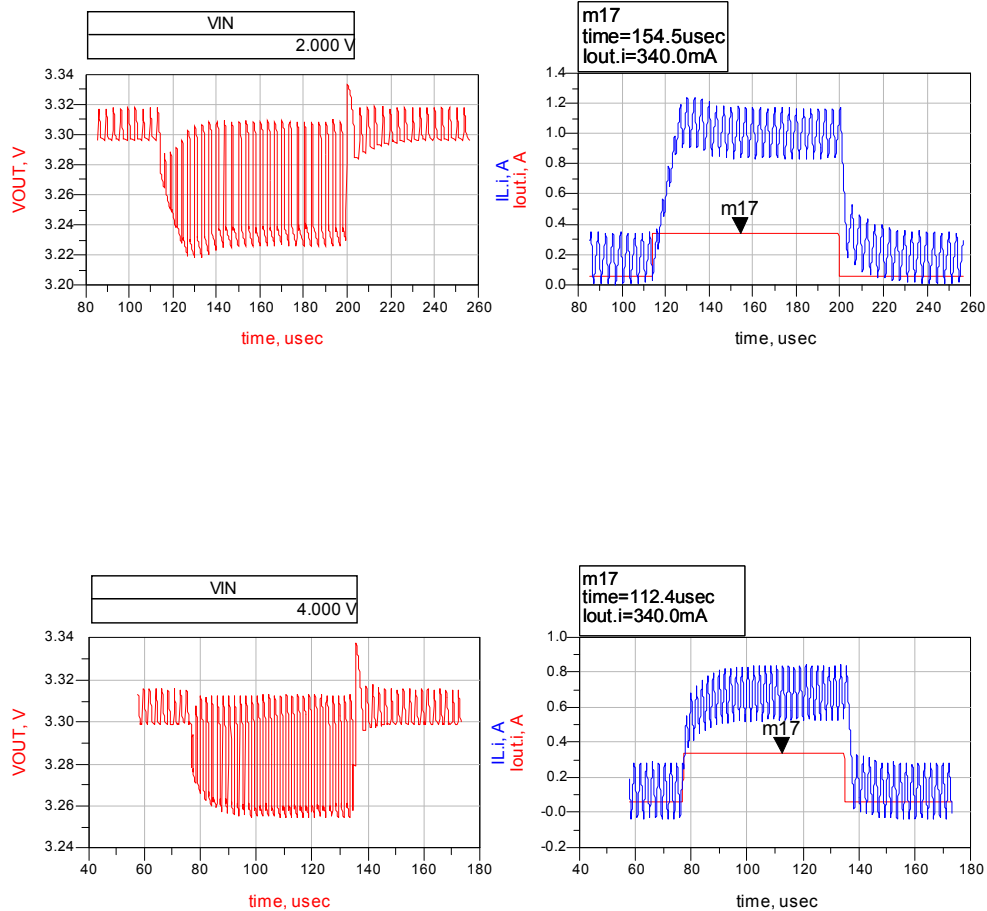 VIN
2.000 V
m17
time=154.5usec
Iout.i=340.0mA
3.34
3.32
3.30
3.28
3.26
3.24
3.22
3.20
VOUT, V
80 100 120 140 160 180 200 220 240 260
time, usec
1.4
1.2
1.0
0.8
0.6
0.4
0.2
0.0
IL.i, A
Iout.i, A
m17
80 100 120 140 160 180 200 220 240 260
time, usec
VIN
4.000 V
m17
time=112.4usec
Iout.i=340.0mA
3.34
3.32
3.30
3.28
3.26
3.24
VOUT, V
40 60 80 100 120 140 160 180
time, usec
1.0
0.8
0.6
0.4
0.2
-0.0
-0.2
IL.i, A
Iout.i, A
m17
40 60 80 100 120 140 160 180
time, usec